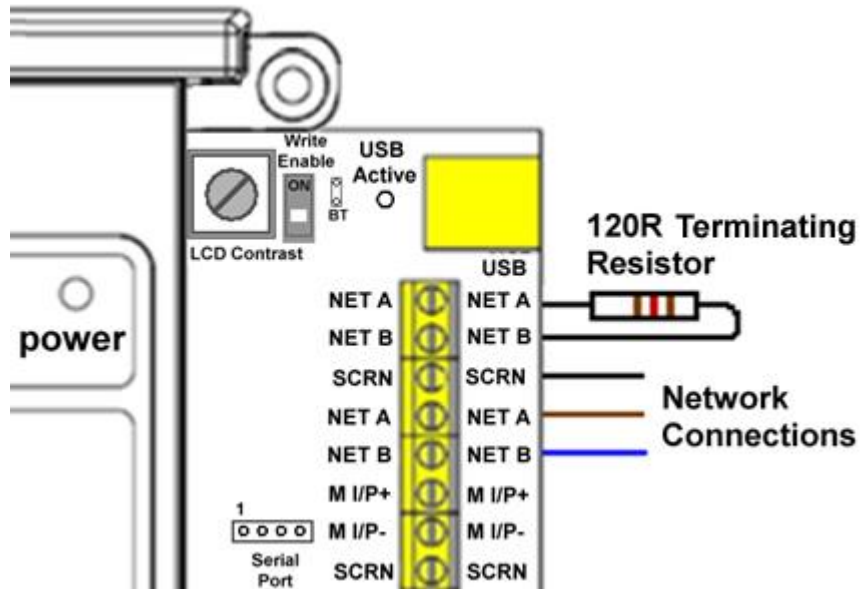 Write
Enable
USB
Active
ON
BT
LCD Contrast
USB
120R Terminating
Resistor
power
NET A NET A
NET B NET B
SCRN SCRN
NET A NET A
NET B NET B
Network
Connections
M I/P+ M I/P+
1
M I/P- M I/P-
Serial
Port
SCRN SCRN